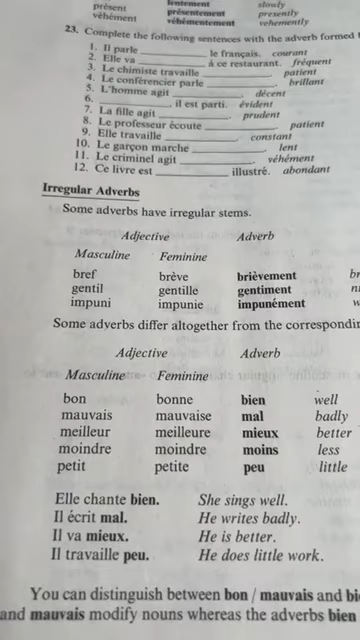 présent présentement presently
véhément véhémentement vehemently
23. Complete the following sentences with the adverb formed
1. Il parle __________ le français. courant
2. Elle va __________ à ce restaurant. fréquent
3. Le chimiste travaille __________. patient
4. Le conférencier parle __________. brillant
5. L'homme agit __________. décent
6. __________, il est parti. évident
7. La fille agit __________. prudent
8. Le professeur écoute __________. patient
9. Elle travaille __________. constant
10. Le garçon marche __________. lent
11. Le criminel agit __________. véhément
12. Ce livre est __________ illustré. abondant
Irregular Adverbs
Some adverbs have irregular stems.
Adjective Adverb
Masculine Feminine
bref brève brièvement br
gentil gentille gentiment
impuni impunie impunément
Some adverbs differ altogether from the
Adjective Adverb
Masculine Feminine
bon bonne bien well
mauvais mauvaise mal badly
meilleur meilleure mieux better
moindre moindre moins less
petit petite peu little
Elle chante bien. She sings well.
Il écrit mal. He writes badly.
Il va mieux. He is better.
Il travaille peu. He does little work.
You can distinguish between bon / mauvais and
and mauvais modify nouns whereas the adverbs bien